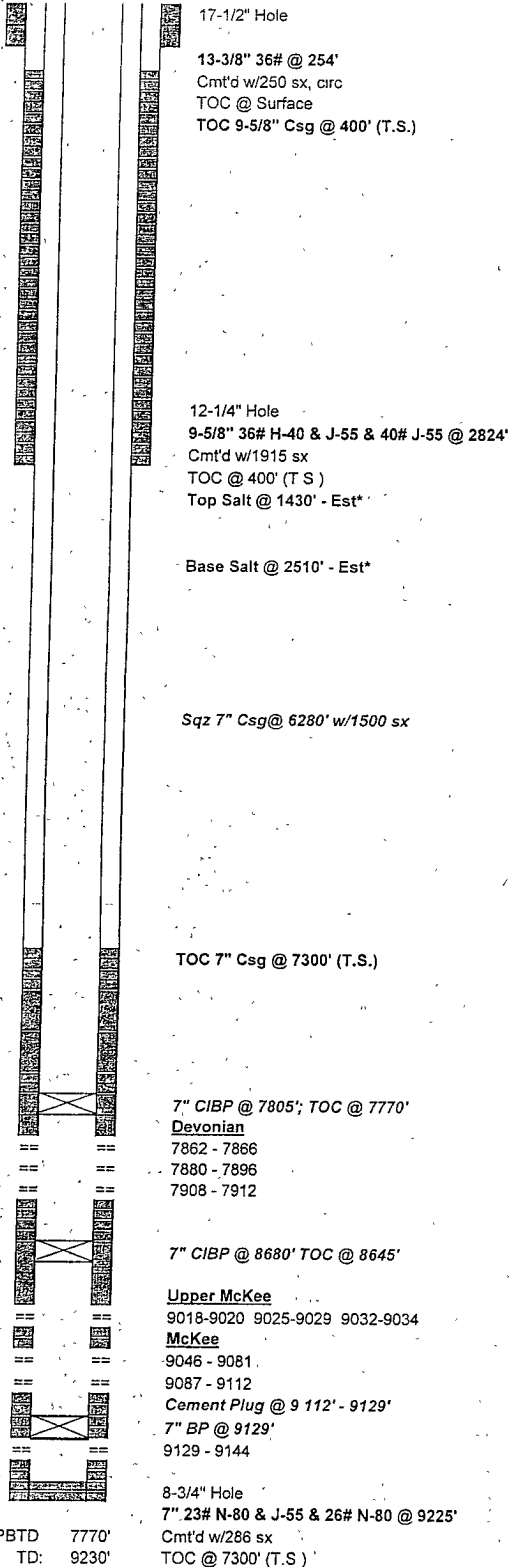 17-1/2" Hole
13-3/8" 36# @ 254'
Cmt'd w/250 sx, circ
TOC @ Surface
TOC 9-5/8" Csg @ 400' (T.S.)
12-1/4" Hole
9-5/8" 36# H-40 & J-55 & 40# J-55 @ 2824'
Cmt'd w/1915 sx
TOC @ 400' (T S )
Top Salt @ 1430' - Est*
Base Salt @ 2510' - Est*
Sqz 7" Csg@ 6280' w/1500 sx
TOC 7" Csg @ 7300' (T.S.)
7" CIBP @ 7805'; TOC @ 7770'
Devonian
== == 7862 - 7866
== == 7880 - 7896
== == 7908 - 7912
7" CIBP @ 8680' TOC @ 8645'
Upper McKee
== == 9018-9020 9025-9029 9032-9034
McKee
== == 9046 - 9081
== == 9087 - 9112
Cement Plug @ 9 112' - 9129'
7" BP @ 9129'
== == 9129 - 9144
8-3/4" Hole
7" 23# N-80 & J-55 & 26# N-80 @ 9225'
PBTD 7770' Cmt'd w/286 sx
TD: 9230' TOC @ 7300' (T.S )